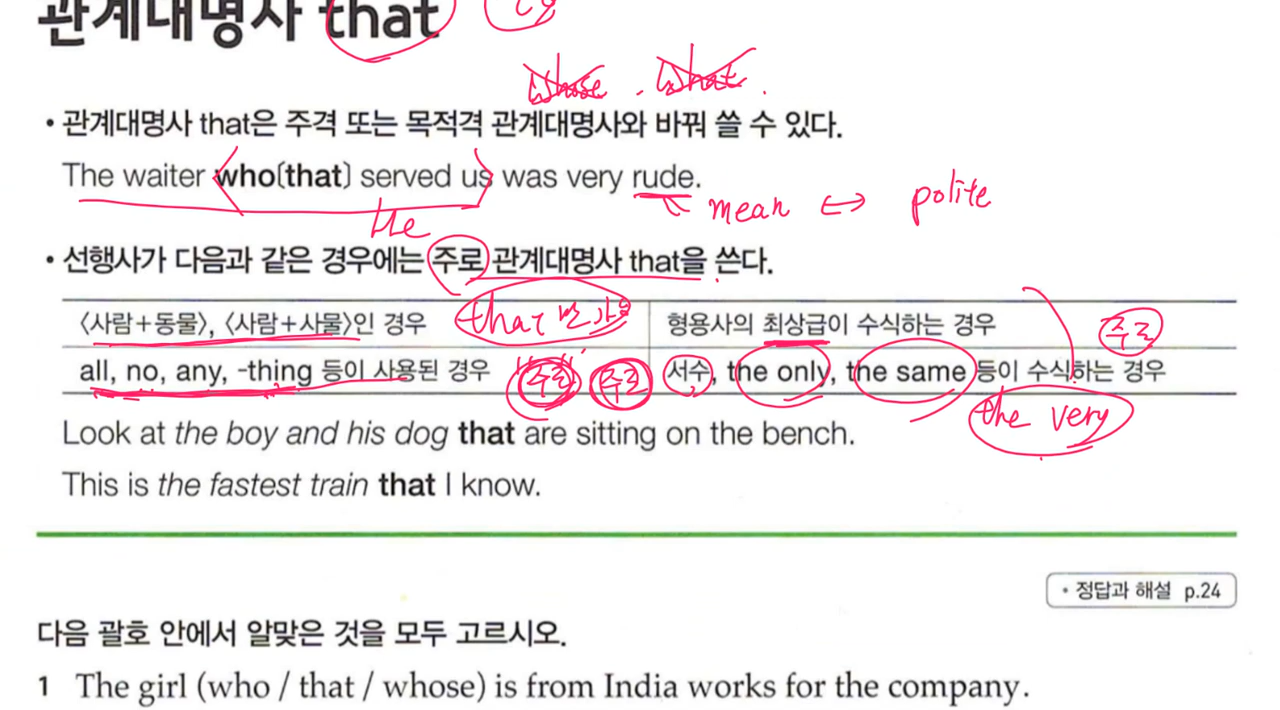 관계대명사 that
Whose . What .
• 관계대명사 that은 주격 또는 목적격 관계대명사와 바꿔 쓸 수 있다.
The waiter who(that) served us was very rude.
mean ↔ polite
• 선행사가 다음과 같은 경우에는 주로 관계대명사 that을 쓴다.
〈사람+동물〉, 〈사람+사물〉인 경우 that 형용사의 최상급이 수식하는 경우 주로
all, no, any, -thing 등이 사용된 경우 주로 주로 서수, the only, the same 등이 수식하는 경우
the very
Look at the boy and his dog that are sitting on the bench.
This is the fastest train that I know.
• 정답과 해설 p.24
다음 괄호 안에서 알맞은 것을 모두 고르시오.
1 The girl (who / that / whose) is from India works for the company.